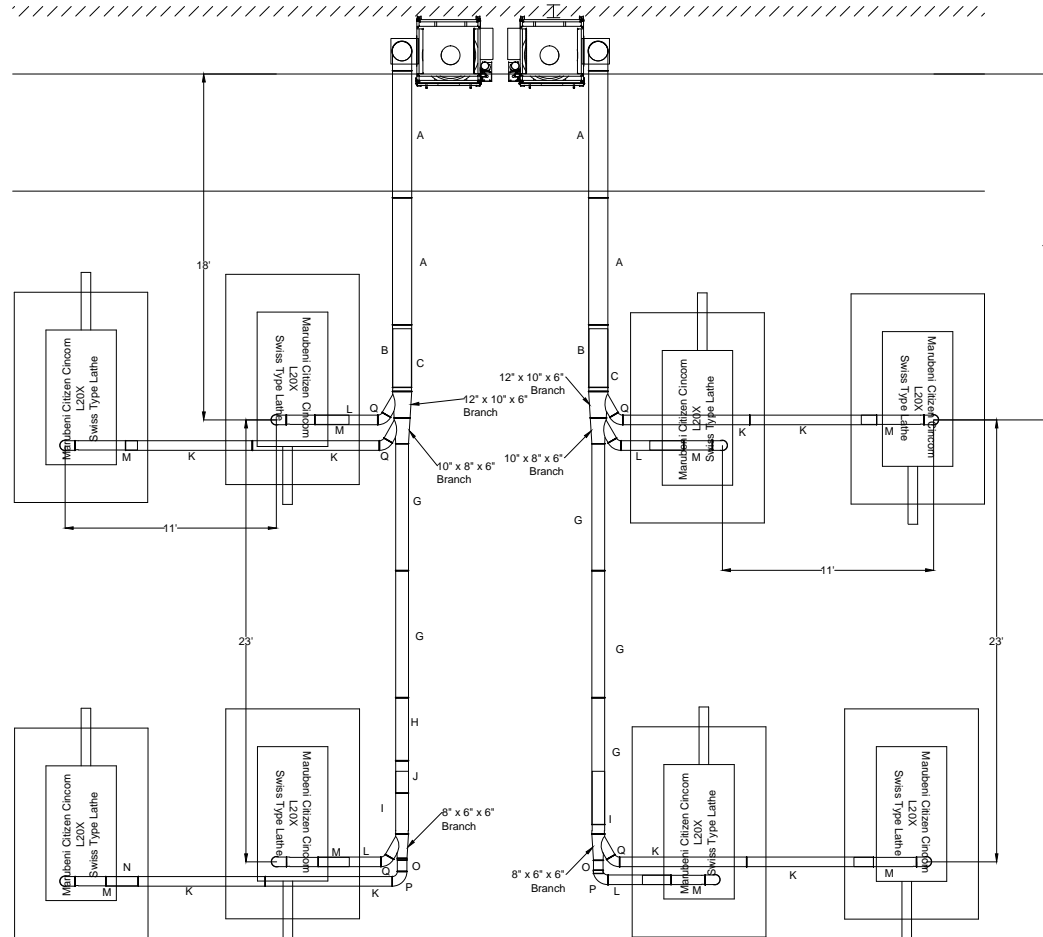 A
A
18'
A
A
B
C
B
C
12" x 10" x 6"
Branch
12" x 10" x 6"
Branch
10" x 8" x 6"
Branch
10" x 8" x 6"
Branch
Marubeni Citizen Cincom
L20X
Swiss Type Lathe
Marubeni Citizen Cincom
L20X
Swiss Type Lathe
Marubeni Citizen Cincom
L20X
Swiss Type Lathe
Marubeni Citizen Cincom
L20X
Swiss Type Lathe
L
Q
M
M
K
K
Q
Q
K
K
M
L
M
11'
11'
G
G
G
G
23'
23'
H
G
J
I
I
8" x 6" x 6"
Branch
8" x 6" x 6"
Branch
Marubeni Citizen Cincom
L20X
Swiss Type Lathe
Marubeni Citizen Cincom
L20X
Swiss Type Lathe
Marubeni Citizen Cincom
L20X
Swiss Type Lathe
Marubeni Citizen Cincom
L20X
Swiss Type Lathe
M
L
Q
O
N
M
K
K
P
Q
K
K
M
O
P
L
M